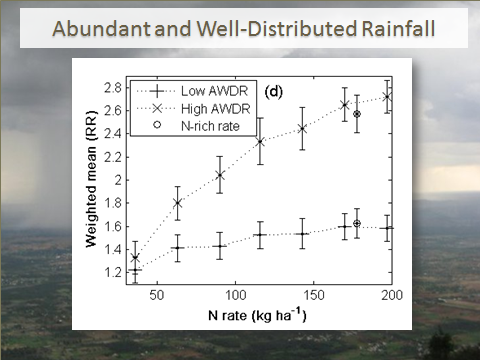 Abundant and Well-Distributed Rainfall
Low AWDR
High AWDR
N-rich rate
(d)
Weighted mean (RR)
2.8
2.6
2.4
2.2
2
1.8
1.6
1.4
1.2
50 100 150 200
N rate (kg ha⁻¹)